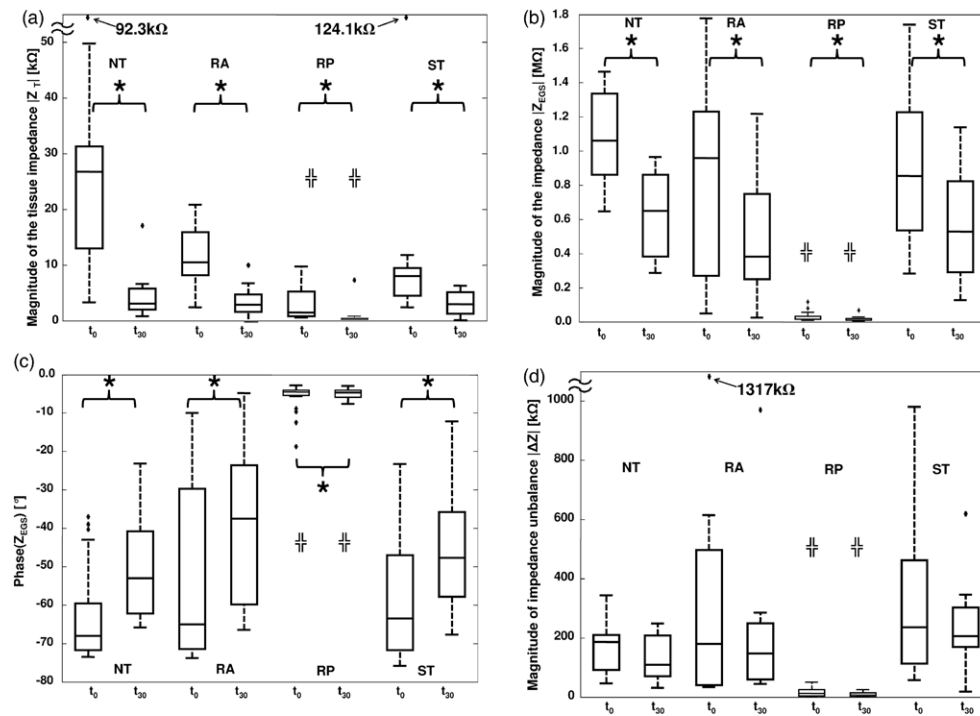 (a)
92.3kΩ
124.1kΩ
Magnitude of the tissue impedance |Z T| [kΩ]
50
40
30
20
10
0
NT
RA
RP
ST
*
*
*
*
t0
t30
t0
t30
t0
t30
t0
t30
(b)
Magnitude of the impedance |ZEGS| [MΩ]
1.8
1.6
1.4
1.2
1.0
0.8
0.6
0.4
0.2
0.0
NT
RA
RP
ST
*
*
*
*
t0
t30
t0
t30
t0
t30
t0
t30
(c)
Phase(ZEGS) [°]
0.0
-10
-20
-30
-40
-50
-60
-70
-80
*
*
*
*
NT
RA
RP
ST
t0
t30
t0
t30
t0
t30
t0
t30
(d)
1317kΩ
Magnitude of impedance unbalance |ΔZ| [kΩ]
1000
800
600
400
200
0
NT
RA
RP
ST
t0
t30
t0
t30
t0
t30
t0
t30